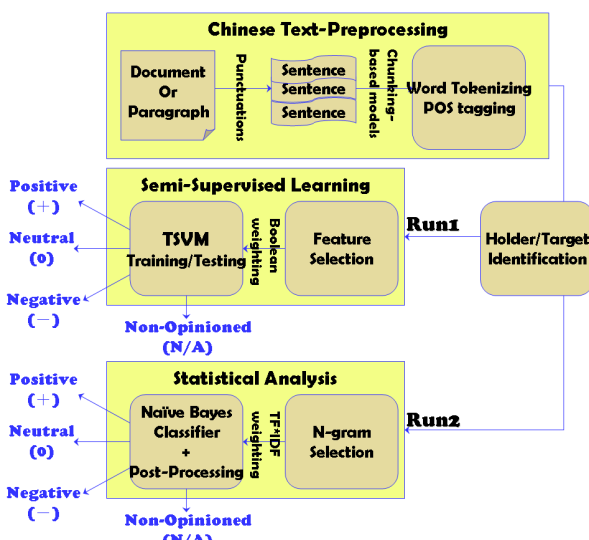 Chinese Text-Preprocessing
Document
Or
Paragraph
Punctuations
Sentence
Sentence
Sentence
Chunking-
based models
Word Tokenizing
POS tagging
Semi-Supervised Learning
Positive
(+)
Neutral
(0)
Negative
(−)
TSVM
Training/Testing
Boolean
weighting
Feature
Selection
Run1
Holder/Target
Identification
Non-Opinioned
(N/A)
Statistical Analysis
Positive
(+)
Neutral
(0)
Negative
(−)
Naïve Bayes
Classifier
+
Post-Processing
TF*IDF
weighting
N-gram
Selection
Run2
Non-Opinioned
(N/A)